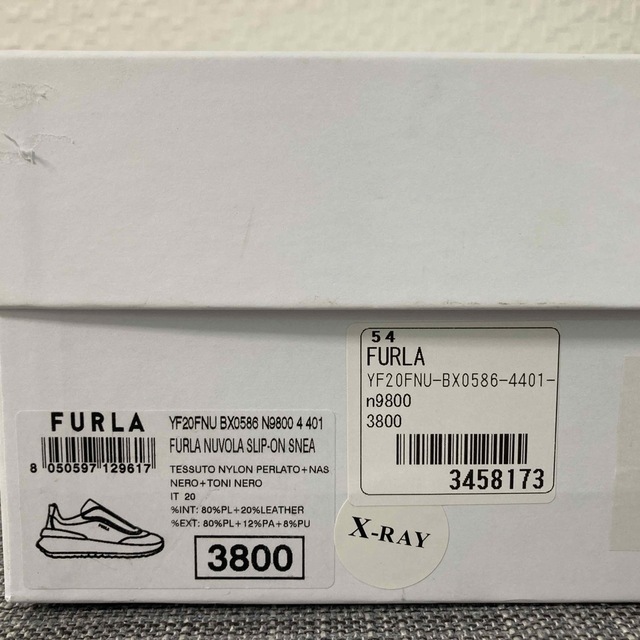 FURLA
8 050597 129617
YF20FNU BX0586 N9800 4 401
FURLA NUVOLA SLIP-ON SNEA
TESSUTO NYLON PERLATO+NAS
NERO+TONI NERO
IT 20
%INT: 80%PL+20%LEATHER
%EXT: 80%PL+12%PA+8%PU
3800
54
FURLA
YF20FNU-BX0586-4401-
n9800
3800
3458173
X-RAY